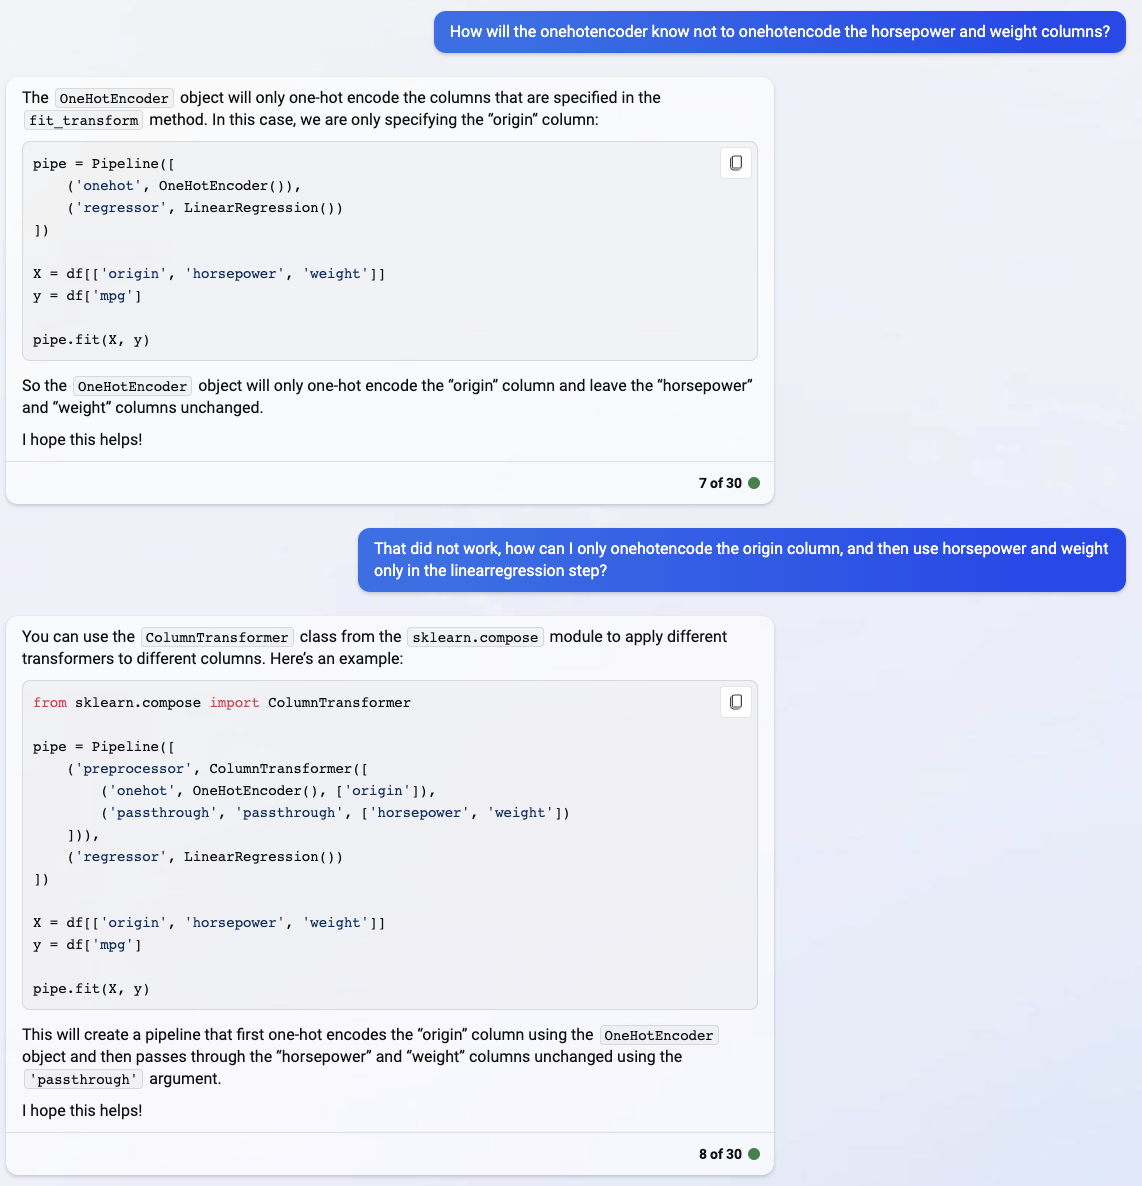 How will the onehotencoder know not to onehotencode the horsepower and weight columns?
The OneHotEncoder object will only one-hot encode the columns that are specified in the
fit_transform method. In this case, we are only specifying the “origin” column:
pipe = Pipeline([
    ('onehot', OneHotEncoder()),
    ('regressor', LinearRegression())
])
X = df[['origin', 'horsepower', 'weight']]
y = df['mpg']
pipe.fit(X, y)
So the OneHotEncoder object will only one-hot encode the “origin” column and leave the “horsepower”
and “weight” columns unchanged.
I hope this helps!
7 of 30
That did not work, how can I only onehotencode the origin column, and then use horsepower and weight
only in the linearregression step?
You can use the ColumnTransformer class from the sklearn.compose module to apply different
transformers to different columns. Here’s an example:
from sklearn.compose import ColumnTransformer
pipe = Pipeline([
    ('preprocessor', ColumnTransformer([
        ('onehot', OneHotEncoder(), ['origin']),
        ('passthrough', 'passthrough', ['horsepower', 'weight'])
    ])),
    ('regressor', LinearRegression())
])
X = df[['origin', 'horsepower', 'weight']]
y = df['mpg']
pipe.fit(X, y)
This will create a pipeline that first one-hot encodes the “origin” column using the OneHotEncoder
object and then passes through the “horsepower” and “weight” columns unchanged using the
'passthrough' argument.
I hope this helps!
8 of 30